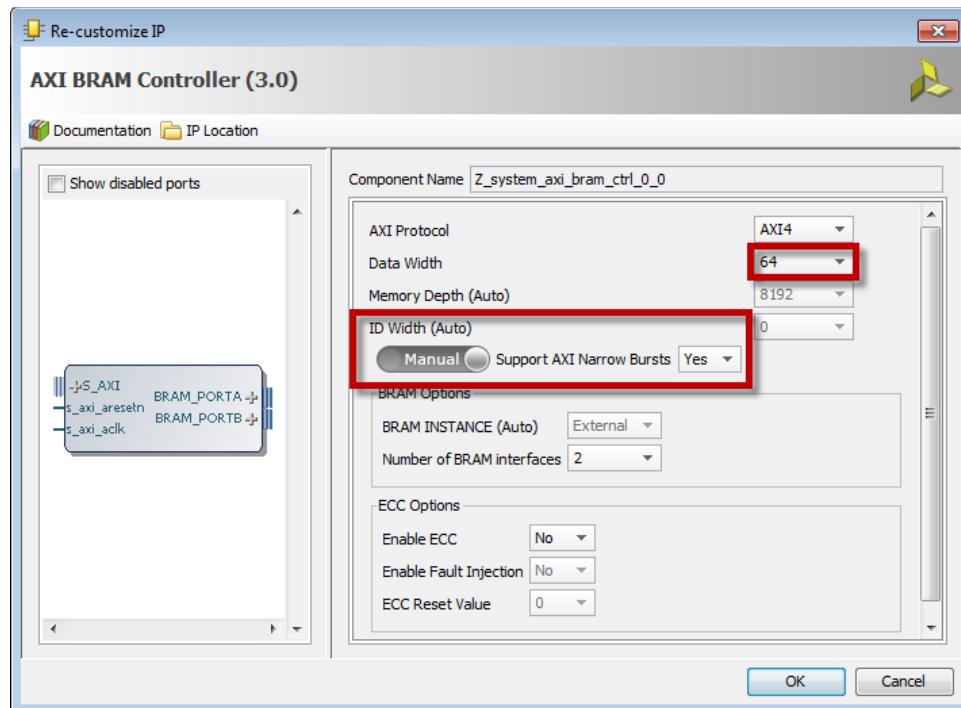 Re-customize IP
AXI BRAM Controller (3.0)
Documentation IP Location
Show disabled ports
S_AXI
s_axi_aresetn
s_axi_aclk
BRAM_PORTA
BRAM_PORTB
Component Name Z_system_axi_bram_ctrl_0_0
AXI Protocol AXI4
Data Width 64
Memory Depth (Auto) 8192
ID Width (Auto) 0
Manual Support AXI Narrow Bursts Yes
BRAM Options
BRAM INSTANCE (Auto) External
Number of BRAM interfaces 2
ECC Options
Enable ECC No
Enable Fault Injection No
ECC Reset Value 0
OK Cancel